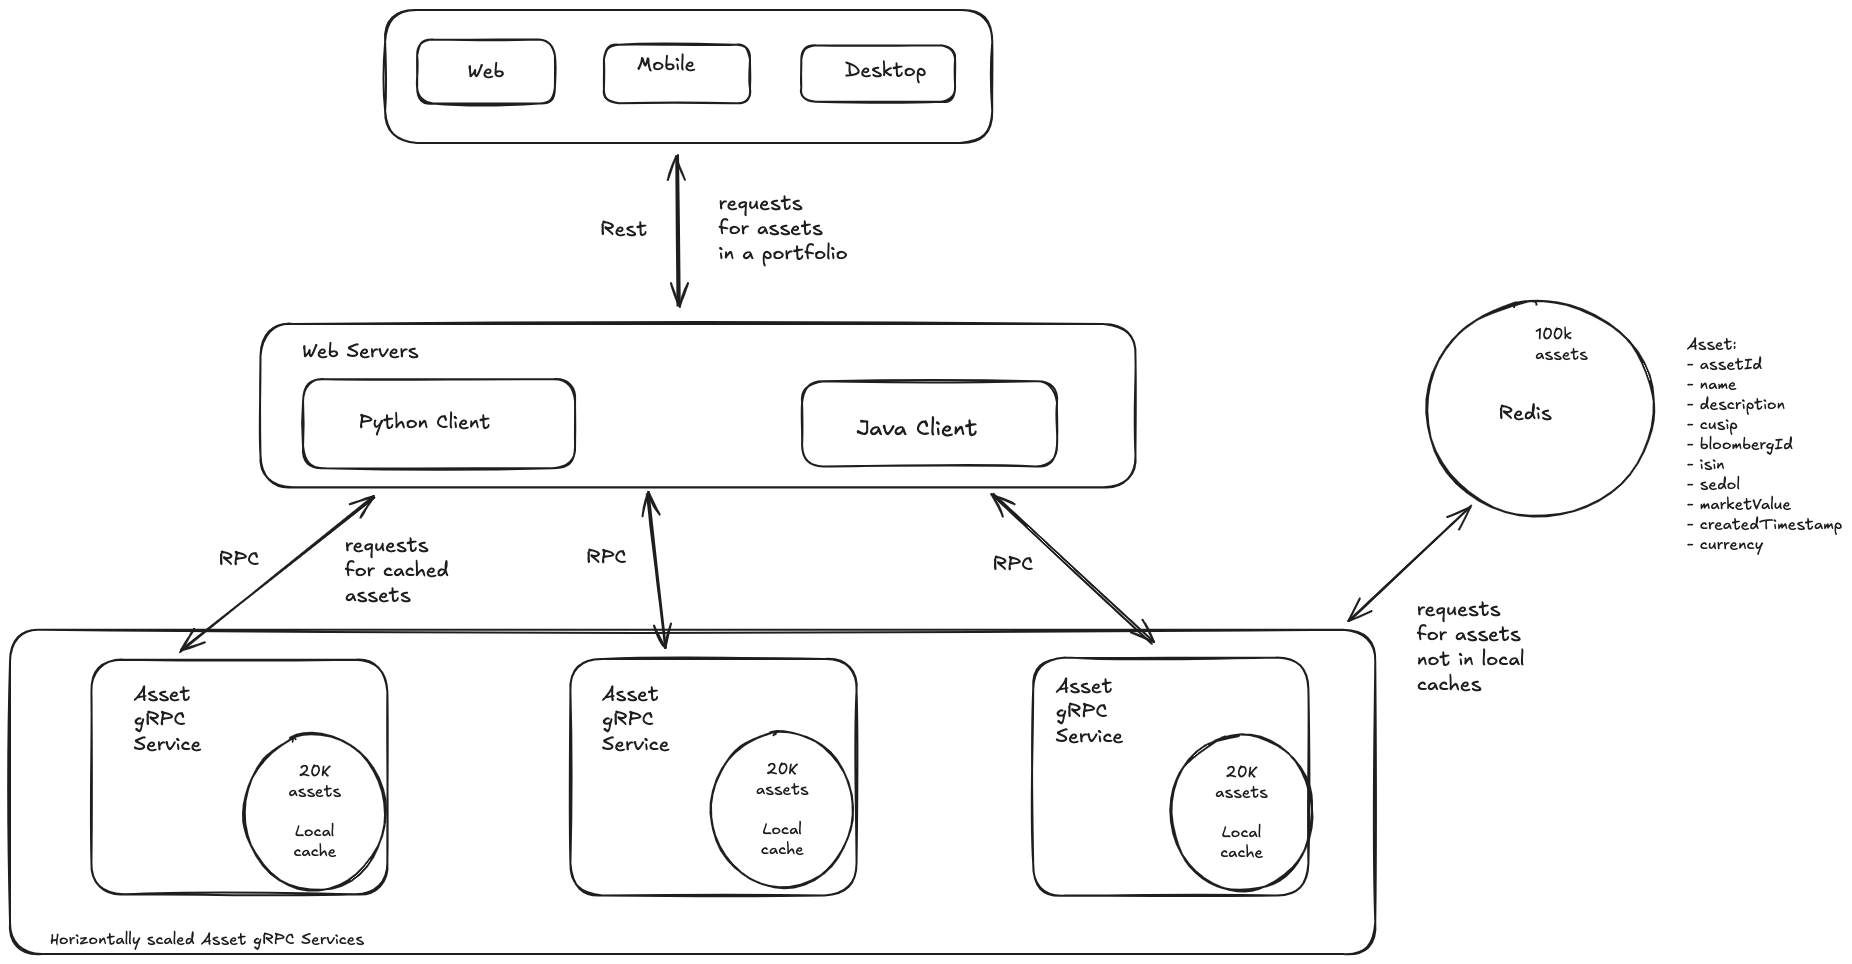 Web
Mobile
Desktop
Rest
requests
for assets
in a portfolio
Web Servers
Python Client
Java Client
100k
assets
Redis
Asset:
- assetId
- name
- description
- cusip
- bloombergId
- isin
- sedol
- marketValue
- createdTimestamp
- currency
RPC
requests
for cached
assets
RPC
RPC
requests
for assets
not in local
caches
Asset
gRPC
Service
20K
assets
Local
cache
Asset
gRPC
Service
20K
assets
Local
cache
Asset
gRPC
Service
20K
assets
Local
cache
Horizontally scaled Asset gRPC Services